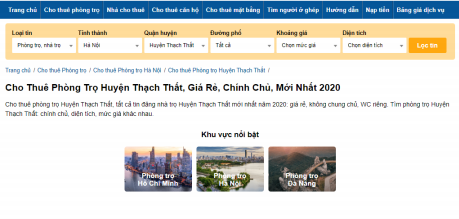 Trang chủ Cho thuê phòng trọ Nhà cho thuê Cho thuê căn hộ Cho thuê mặt bằng Tìm người ở ghép Hướng dẫn Nạp tiền Bảng giá dịch vụ
Loại tin Tỉnh thành Quận huyện Đường phố Khoảng giá Diện tích
Phòng trọ, nhà trọ Hà Nội Huyện Thạch Thất Tất cả Chọn mức giá Chọn diện tích Lọc tin
Trang chủ / Cho thuê Phòng trọ / Cho thuê Phòng trọ Hà Nội / Cho thuê Phòng trọ Huyện Thạch Thất /
Cho Thuê Phòng Trọ Huyện Thạch Thất, Giá Rẻ, Chính Chủ, Mới Nhất 2020
Cho thuê phòng trọ Huyện Thạch Thất, tất cả tin đăng nhà trọ Huyện Thạch Thất mới nhất năm 2020: giá rẻ, không chung chủ, WC riêng. Tìm phòng trọ Huyện
Thạch Thất: chính chủ, diện tích, mức giá khác nhau.
Khu vực nổi bật
Phòng trọ Phòng trọ Phòng trọ
Hồ Chí Minh Hà Nội Đà Nẵng